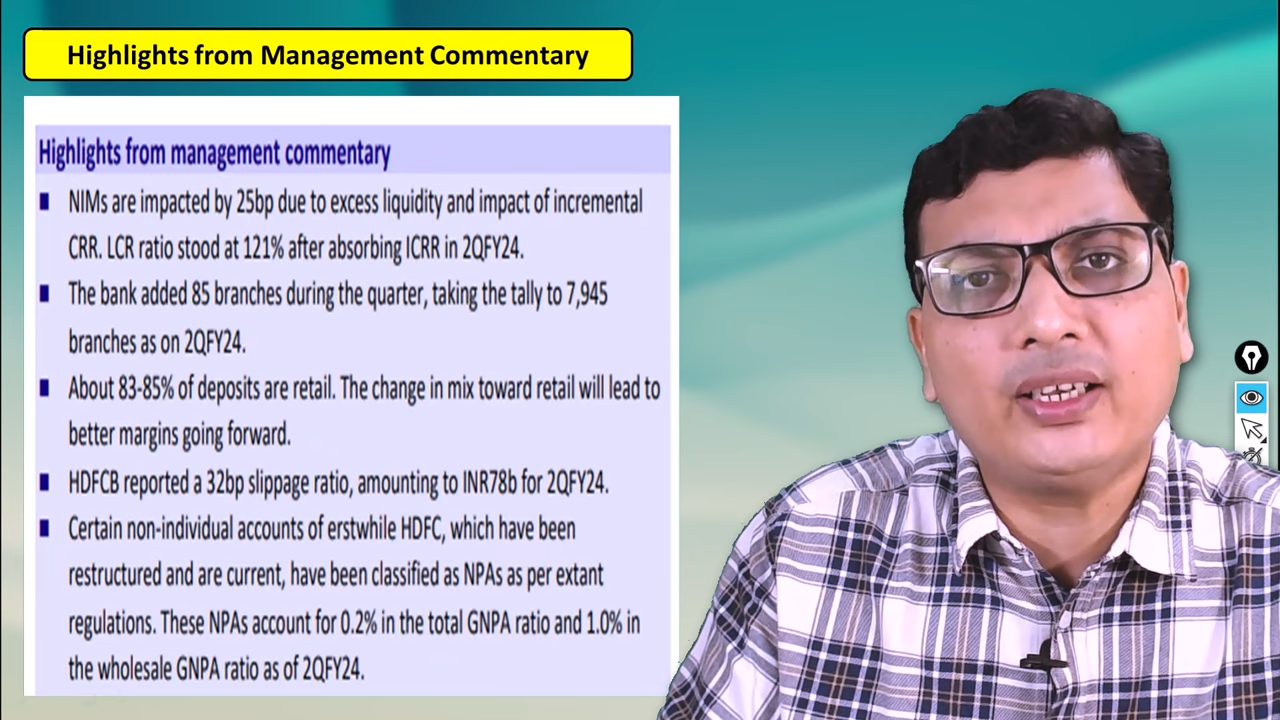 Highlights from Management Commentary
Highlights from management commentary
NIMs are impacted by 25bp due to excess liquidity and impact of incremental
CRR. LCR ratio stood at 121% after absorbing ICRR in 2QFY24.
The bank added 85 branches during the quarter, taking the tally to 7,945
branches as on 2QFY24.
About 83-85% of deposits are retail. The change in mix toward retail will lead to
better margins going forward.
HDFCB reported a 32bp slippage ratio, amounting to INR78b for 2QFY24.
Certain non-individual accounts of erstwhile HDFC, which have been
restructured and are current, have been classified as NPAs as per extant
regulations. These NPAs account for 0.2% in the total GNPA ratio and 1.0% in
the wholesale GNPA ratio as of 2QFY24.